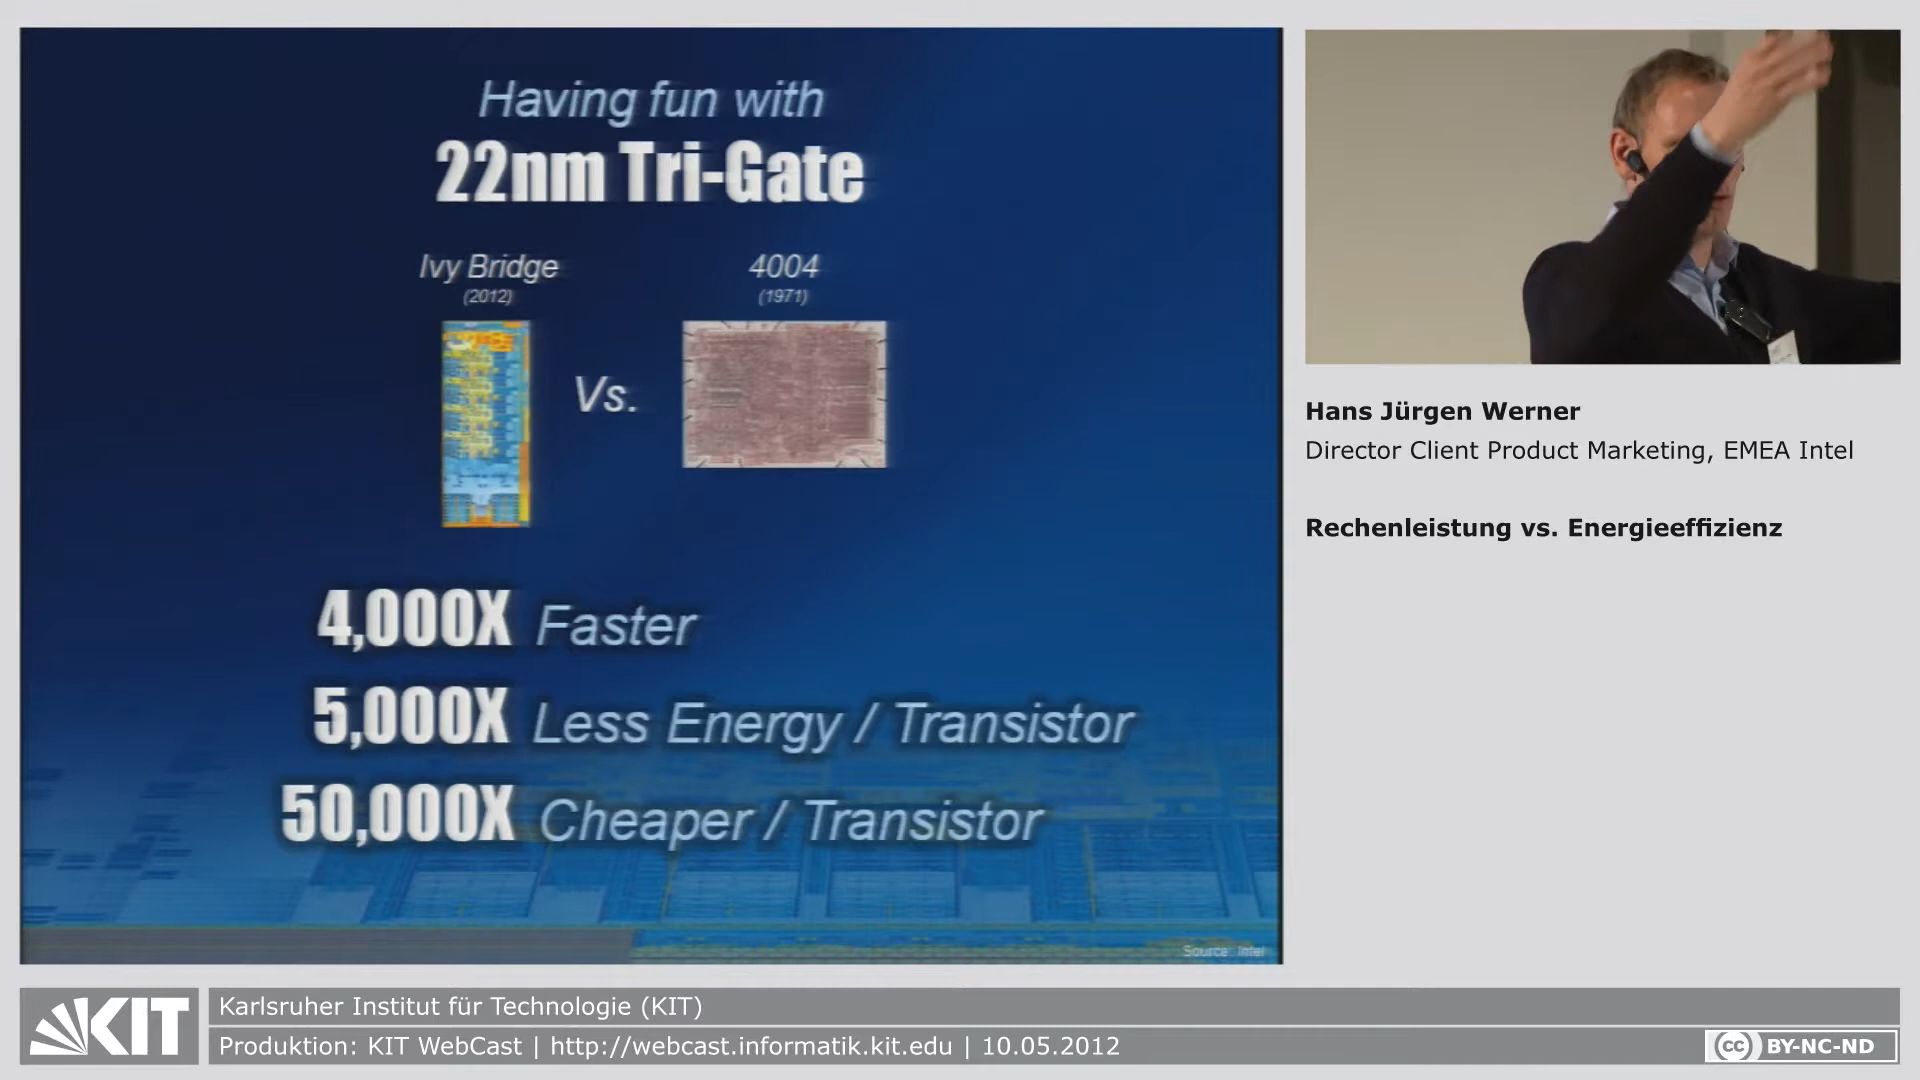 Having fun with
22nm Tri-Gate
Ivy Bridge
(2012)
4004
(1971)
Vs.
4,000X Faster
5,000X Less Energy / Transistor
50,000X Cheaper / Transistor
Source: Intel
Hans Jürgen Werner
Director Client Product Marketing, EMEA Intel
Rechenleistung vs. Energieeffizienz
KIT
Karlsruher Institut für Technologie (KIT)
Produktion: KIT WebCast | http://webcast.informatik.kit.edu | 10.05.2012
cc BY-NC-ND